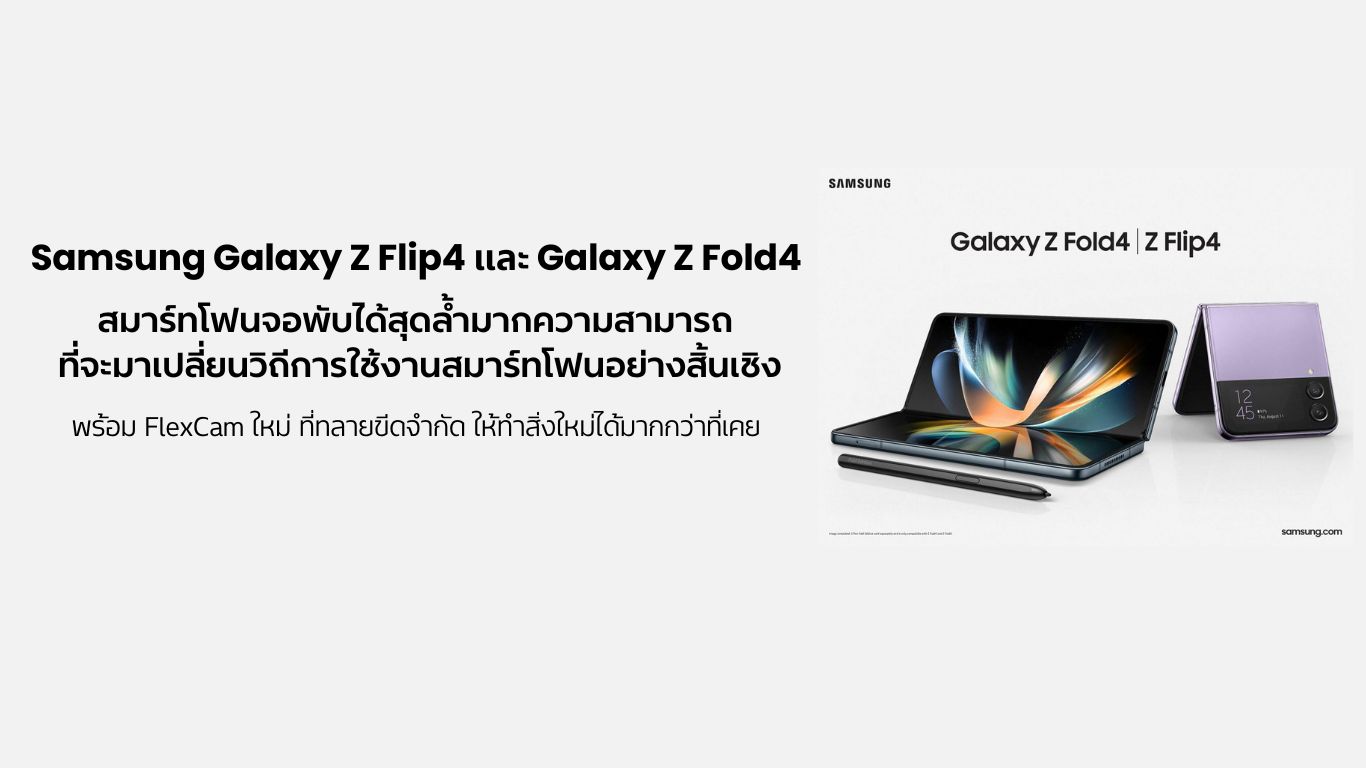 Samsung Galaxy Z Flip4 และ Galaxy Z Fold4
สมาร์ทโฟนจอพับได้สุดล้ำมากความสามารถ
ที่จะมาเปลี่ยนวิถีการใช้งานสมาร์ทโฟนอย่างสิ้นเชิง
พร้อม FlexCam ใหม่ ที่ทลายขีดจำกัด ให้ทำสิ่งใหม่ได้มากกว่าที่เคย
SAMSUNG
Galaxy Z Fold4 | Z Flip4
12
45
Thu, August 11
samsung.com